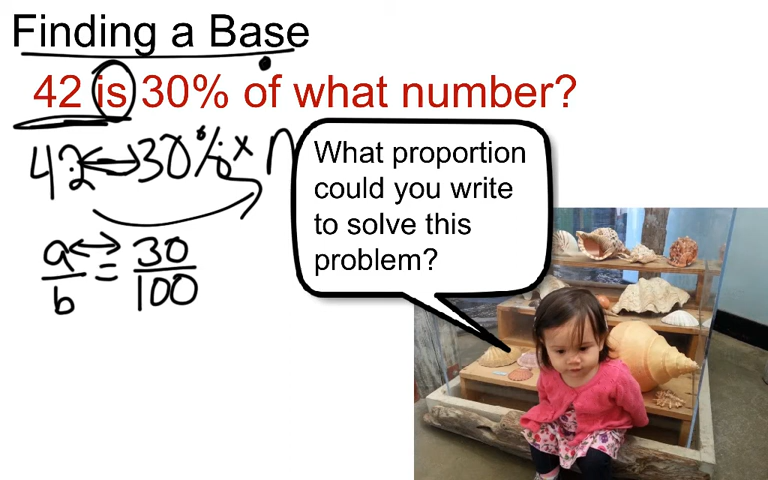 Finding a Base
42 is 30% of what number?
42 ↔ 30% × n
What proportion
could you write
to solve this
problem?
a ↔ 30
b = 100